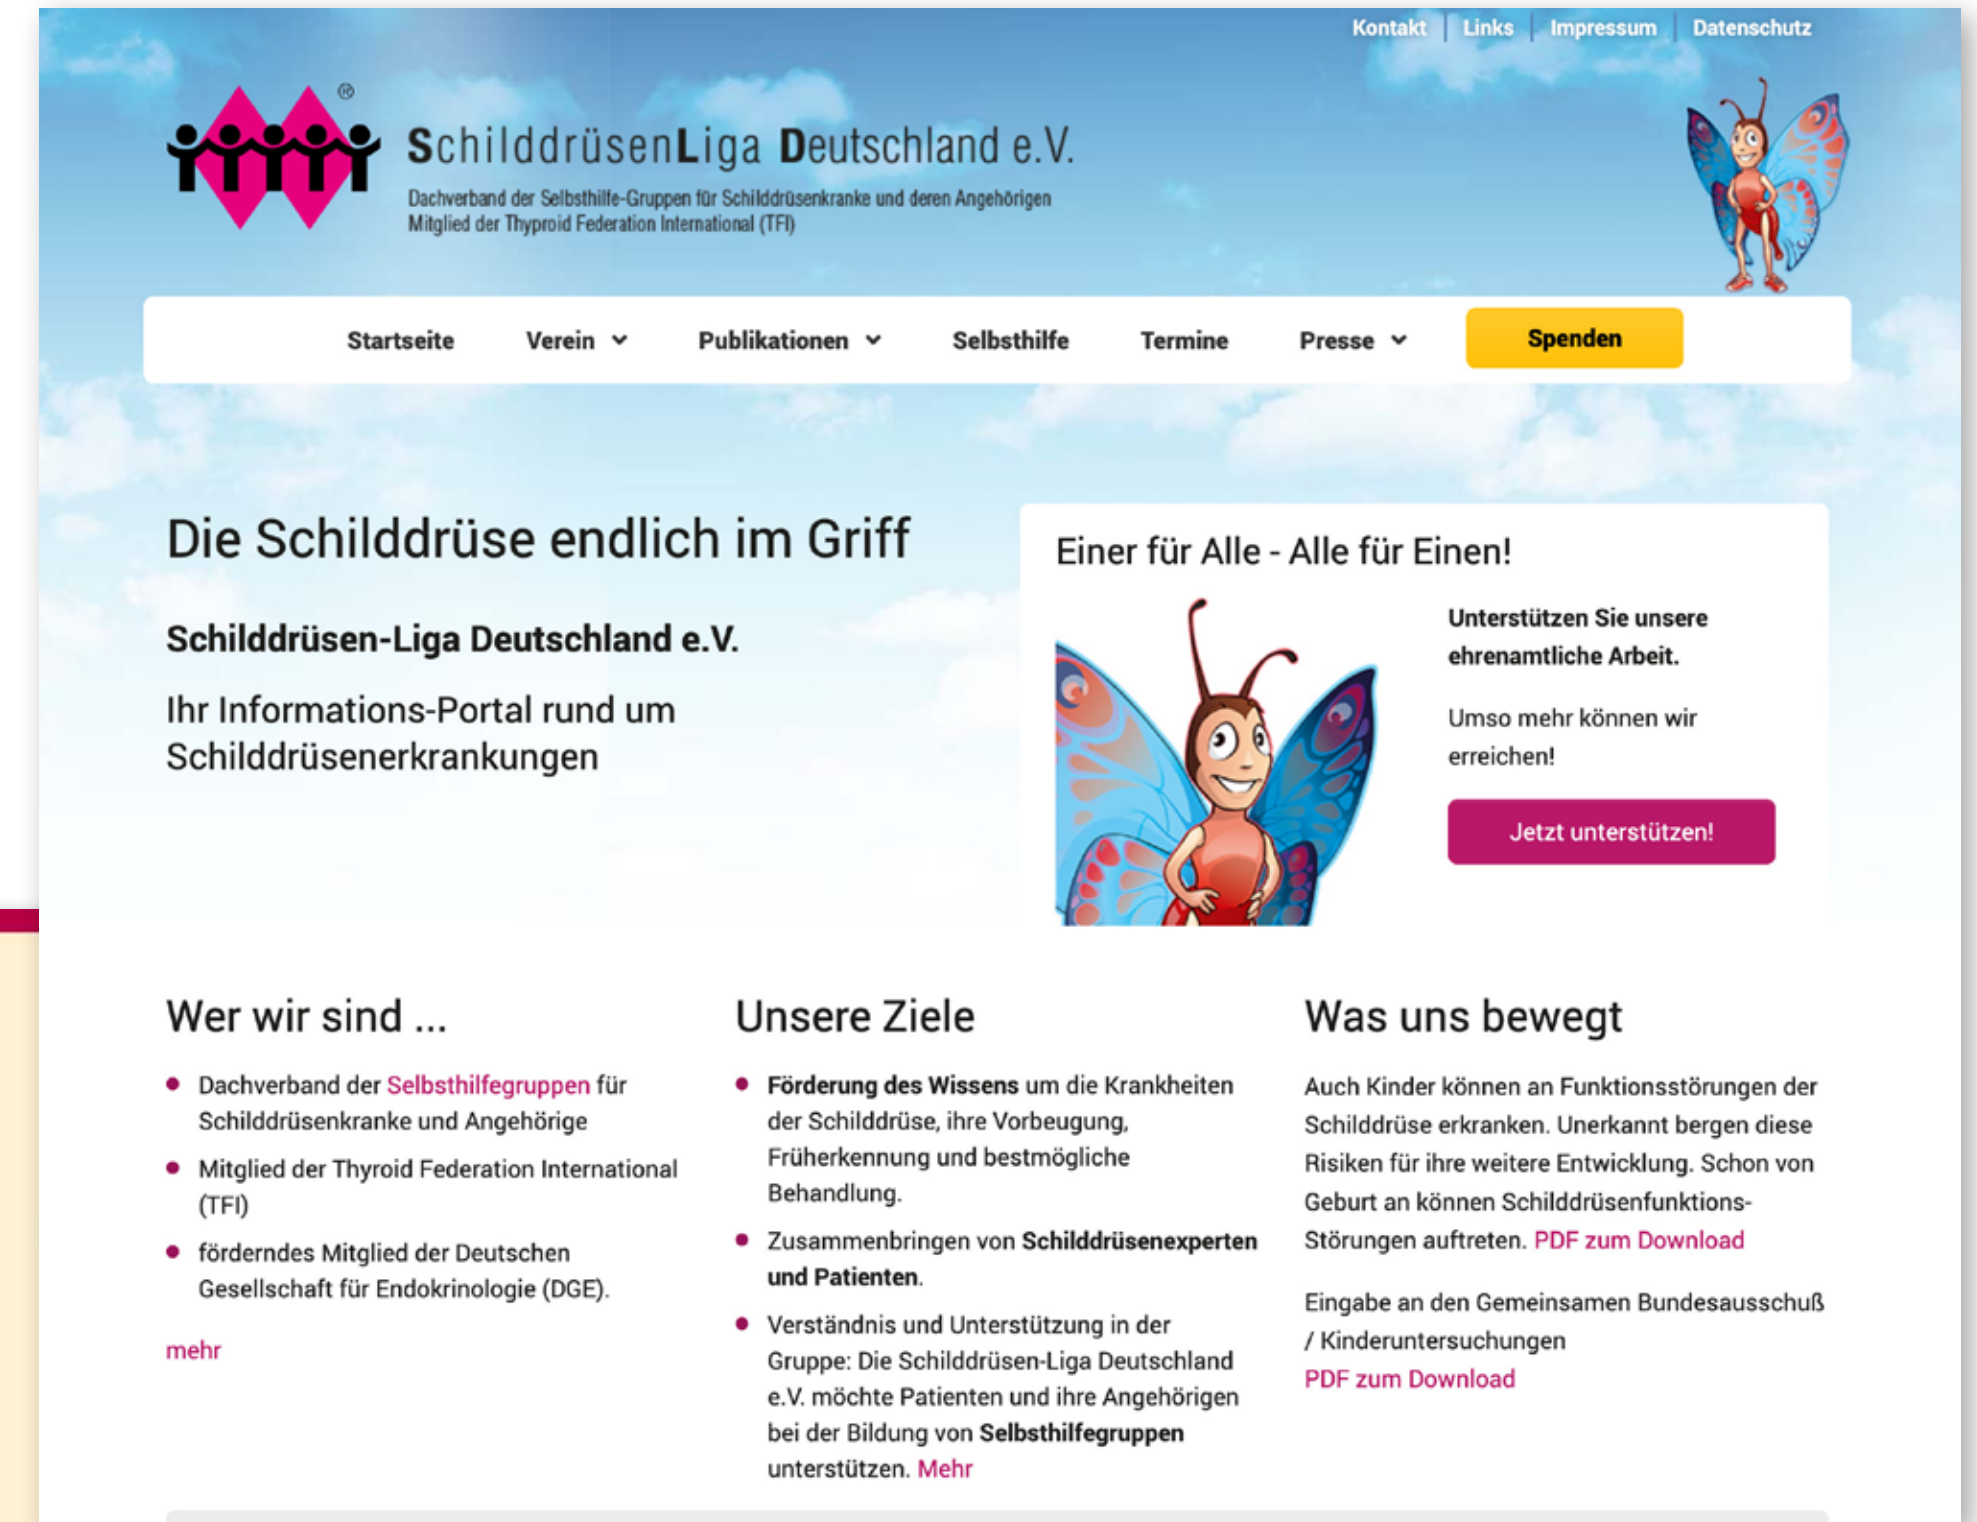 Kontakt | Links | Impressum | Datenschutz
®
SchilddrüsenLiga Deutschland e.V.
Dachverband der Selbsthilfe-Gruppen für Schilddrüsenkranke und deren Angehörigen
Mitglied der Thyproid Federation International (TFI)
Startseite Verein Publikationen Selbsthilfe Termine Presse Spenden
Die Schilddrüse endlich im Griff
Schilddrüsen-Liga Deutschland e.V.
Ihr Informations-Portal rund um
Schilddrüsenerkrankungen
Einer für Alle - Alle für Einen!
Unterstützen Sie unsere
ehrenamtliche Arbeit.
Umso mehr können wir
erreichen!
Jetzt unterstützen!
Wer wir sind ...
• Dachverband der Selbsthilfegruppen für
Schilddrüsenkranke und Angehörige
• Mitglied der Thyroid Federation International
(TFI)
• förderndes Mitglied der Deutschen
Gesellschaft für Endokrinologie (DGE).
mehr
Unsere Ziele
• Förderung des Wissens um die Krankheiten
der Schilddrüse, ihre Vorbeugung,
Früherkennung und bestmögliche
Behandlung.
• Zusammenbringen von Schilddrüsenexperten
und Patienten.
• Verständnis und Unterstützung in der
Gruppe: Die Schilddrüsen-Liga Deutschland
e.V. möchte Patienten und ihre Angehörigen
bei der Bildung von Selbsthilfegruppen
unterstützen. Mehr
Was uns bewegt
Auch Kinder können an Funktionsstörungen der
Schilddrüse erkranken. Unerkannt bergen diese
Risiken für ihre weitere Entwicklung. Schon von
Geburt an können Schilddrüsenfunktions-
Störungen auftreten. PDF zum Download
Eingabe an den Gemeinsamen Bundesausschuß
/ Kinderuntersuchungen
PDF zum Download